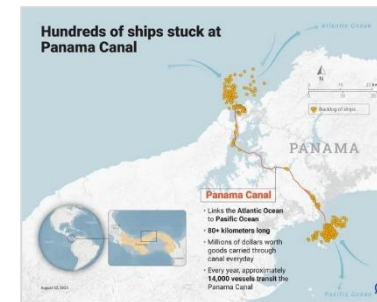 Hundreds of ships stuck at
Panama Canal
Atlantic Ocean
N
Backlog of ships
PANAMA
Panama Canal
• Links the Atlantic Ocean
to Pasific Ocean
• 80+ kilometers long
• Millions of dollars worth
goods carried through
canal everyday
• Every year, approximately
14,000 vessels transit the
Panama Canal
Pacific Ocean